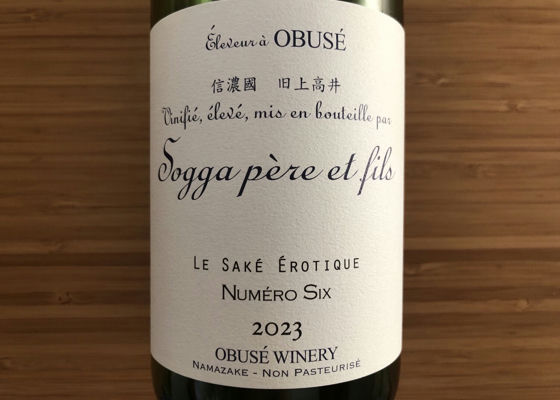 Éleveur à OBUSÉ
信濃國 旧上高井
Vinifié, élevé, mis en bouteille par
Sogga père et fils
LE SAKÉ ÉROTIQUE
NUMÉRO SIX
2023
OBUSÉ WINERY
NAMAZAKE - NON PASTEURISÉ